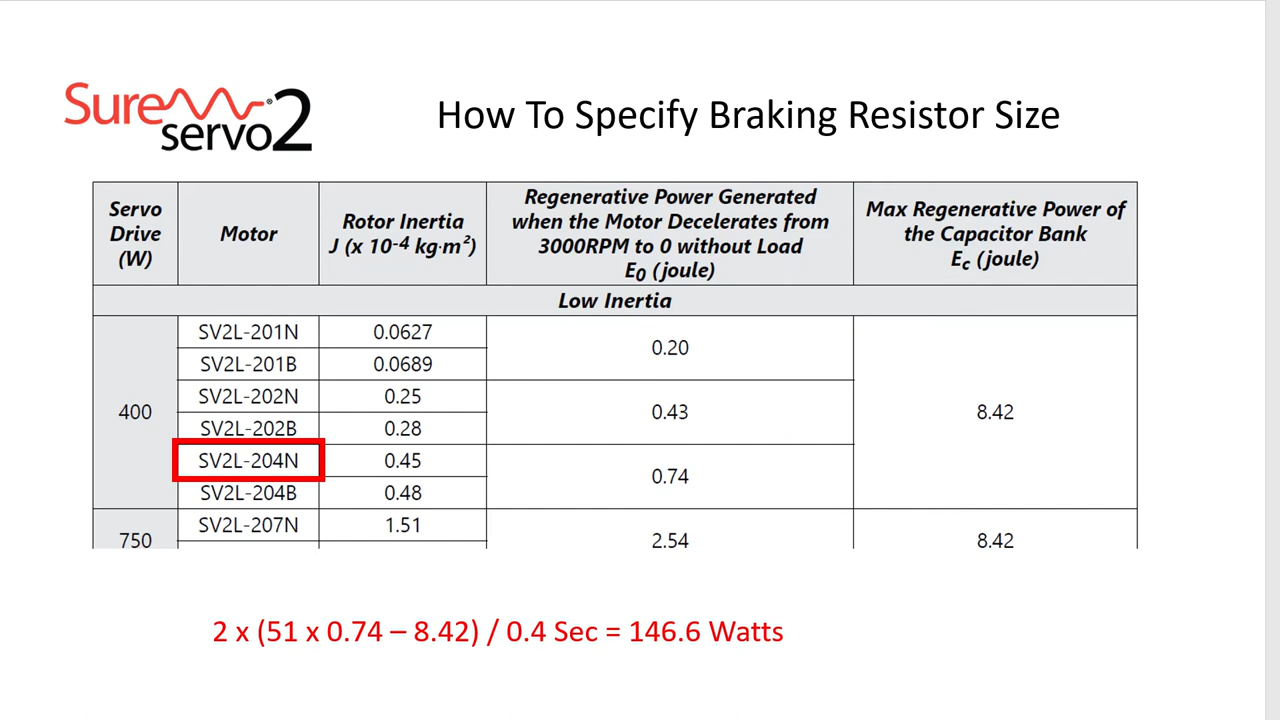 Sure servo2®
How To Specify Braking Resistor Size
Servo Drive (W)
Motor
Rotor Inertia J (x 10-4 kg·m²)
Regenerative Power Generated when the Motor Decelerates from 3000RPM to 0 without Load E0 (joule)
Max Regenerative Power of the Capacitor Bank Ec (joule)
Low Inertia
400
SV2L-201N 0.0627
0.20
SV2L-201B 0.0689
SV2L-202N 0.25
0.43
8.42
SV2L-202B 0.28
SV2L-204N 0.45
0.74
SV2L-204B 0.48
SV2L-207N 1.51
750 2.54 8.42
2 x (51 x 0.74 – 8.42) / 0.4 Sec = 146.6 Watts